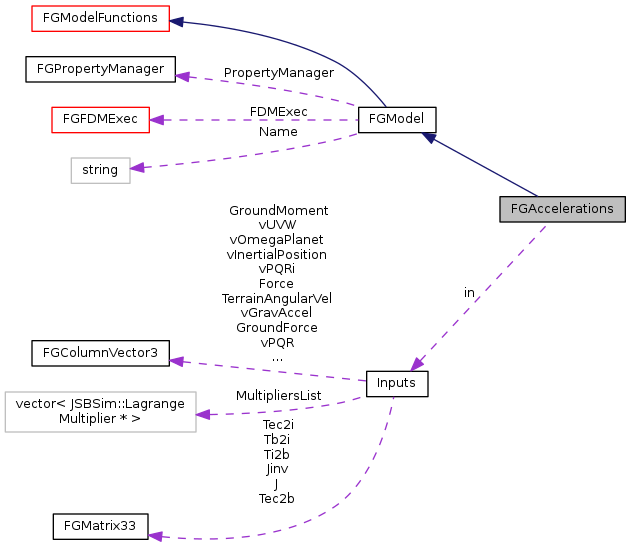 FGModelFunctions
FGPropertyManager
PropertyManager
FGFDMExec
FDMExec
FGModel
Name
string
FGAccelerations
GroundMoment
vUVW
vOmegaPlanet
vInertialPosition
vPQRi
Force
TerrainAngularVel
vGravAccel
GroundForce
vPQR
...
in
FGColumnVector3
Inputs
MultipliersList
vector< JSBSim::Lagrange
Multiplier * >
Tec2i
Tb2i
Ti2b
Jinv
J
Tec2b
FGMatrix33